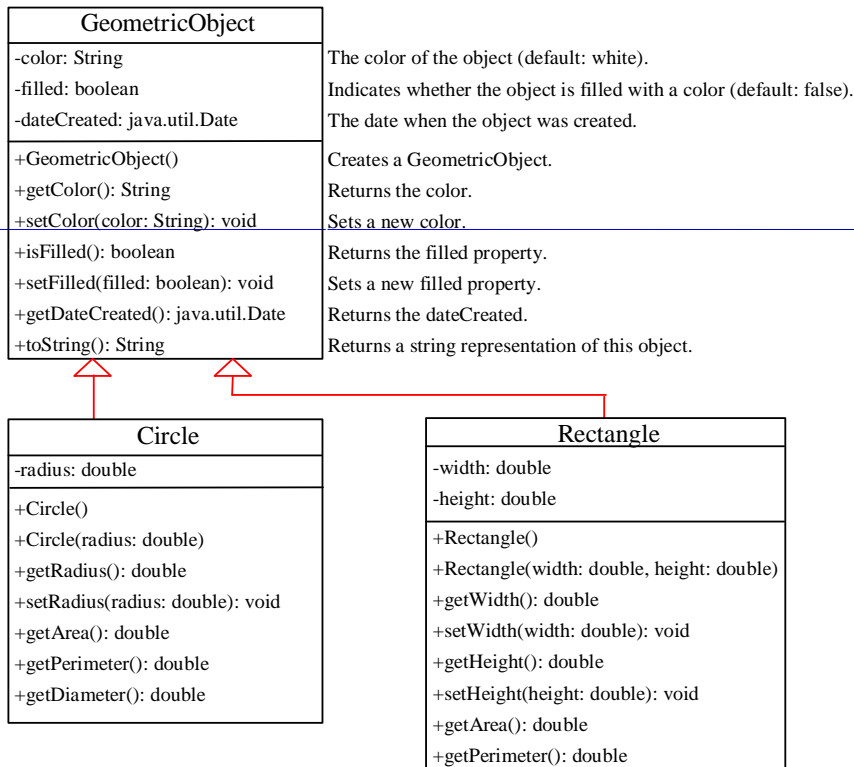 GeometricObject
-color: String The color of the object (default: white).
-filled: boolean Indicates whether the object is filled with a color (default: false).
-dateCreated: java.util.Date The date when the object was created.
+GeometricObject() Creates a GeometricObject.
+getColor(): String Returns the color.
+setColor(color: String): void Sets a new color.
+isFilled(): boolean Returns the filled property.
+setFilled(filled: boolean): void Sets a new filled property.
+getDateCreated(): java.util.Date Returns the dateCreated.
+toString(): String Returns a string representation of this object.
Circle
-radius: double
+Circle()
+Circle(radius: double)
+getRadius(): double
+setRadius(radius: double): void
+getArea(): double
+getPerimeter(): double
+getDiameter(): double
Rectangle
-width: double
-height: double
+Rectangle()
+Rectangle(width: double, height: double)
+getWidth(): double
+setWidth(width: double): void
+getHeight(): double
+setHeight(height: double): void
+getArea(): double
+getPerimeter(): double